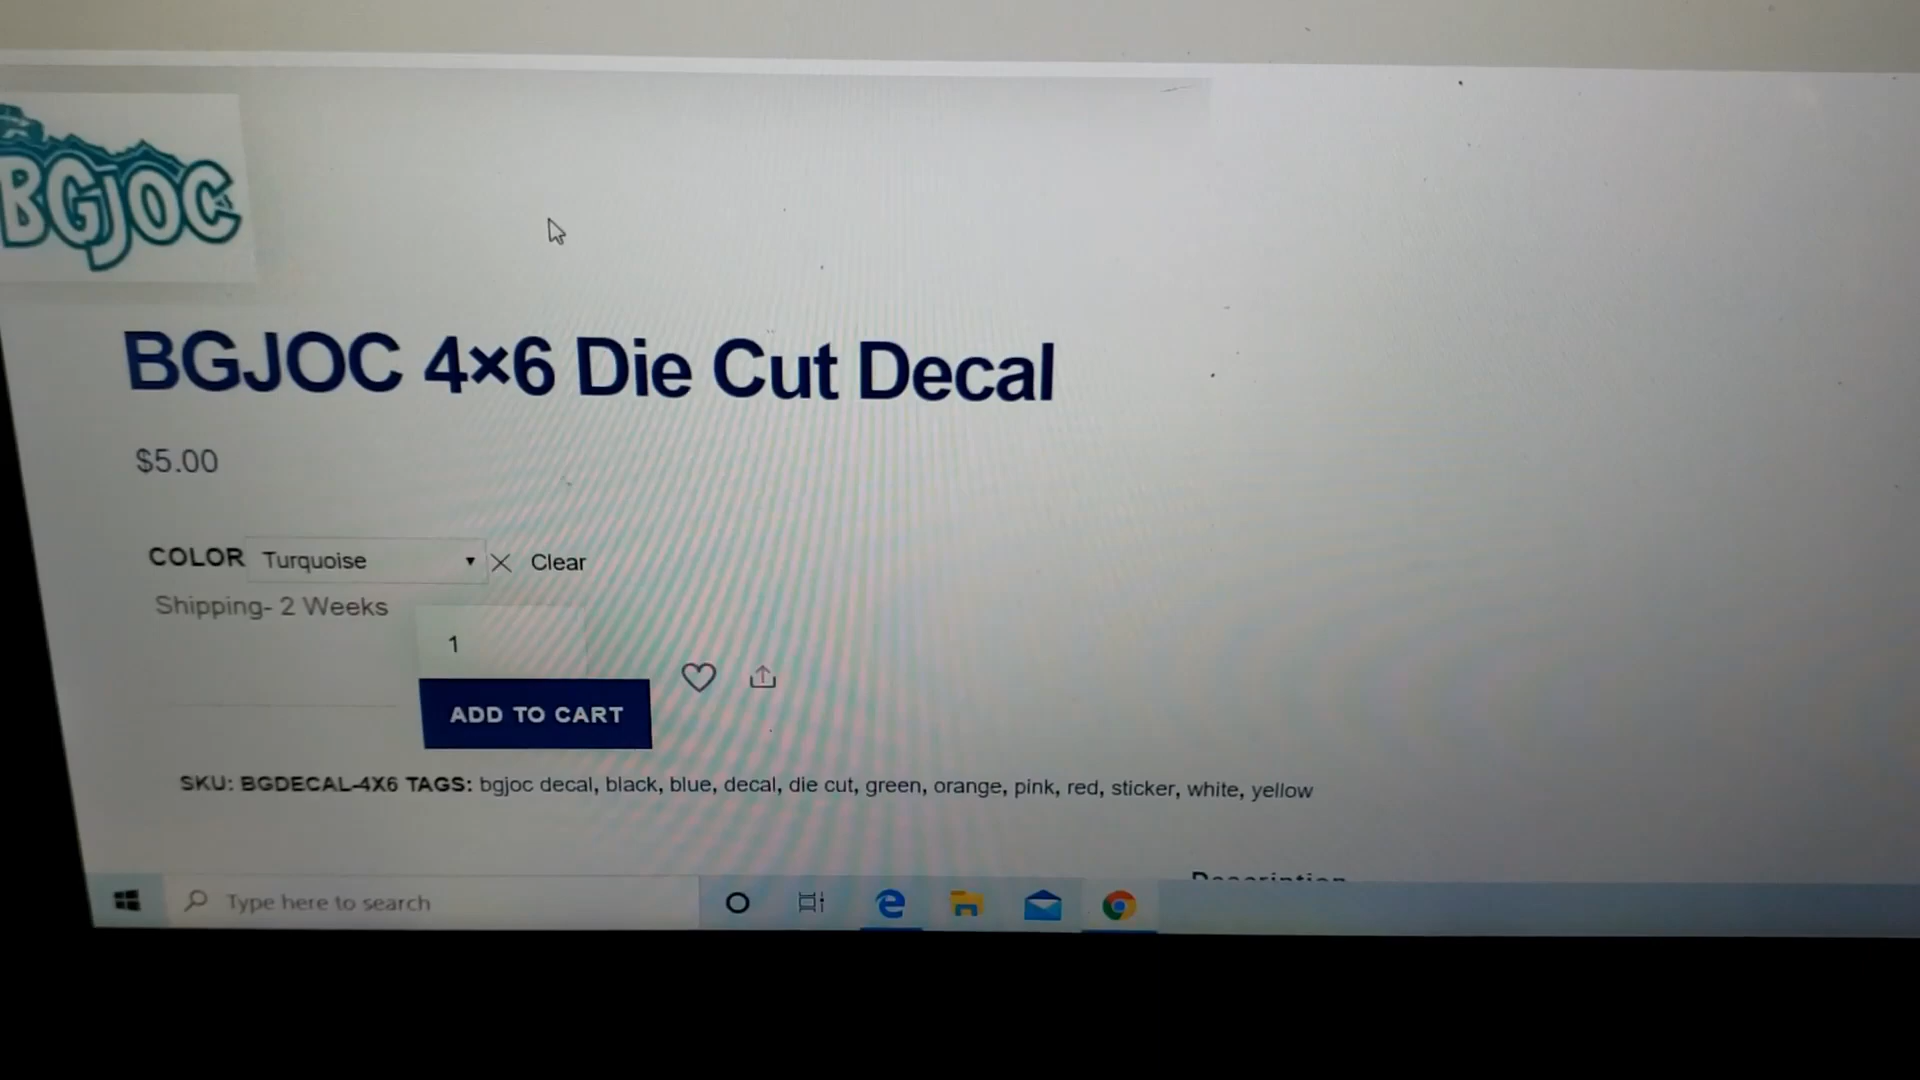 BGJOC
BGJOC 4×6 Die Cut Decal
$5.00
COLOR Turquoise Clear
Shipping- 2 Weeks
1
ADD TO CART
SKU: BGDECAL-4X6 TAGS: bgjoc decal, black, blue, decal, die cut, green, orange, pink, red, sticker, white, yellow
Description
Type here to search